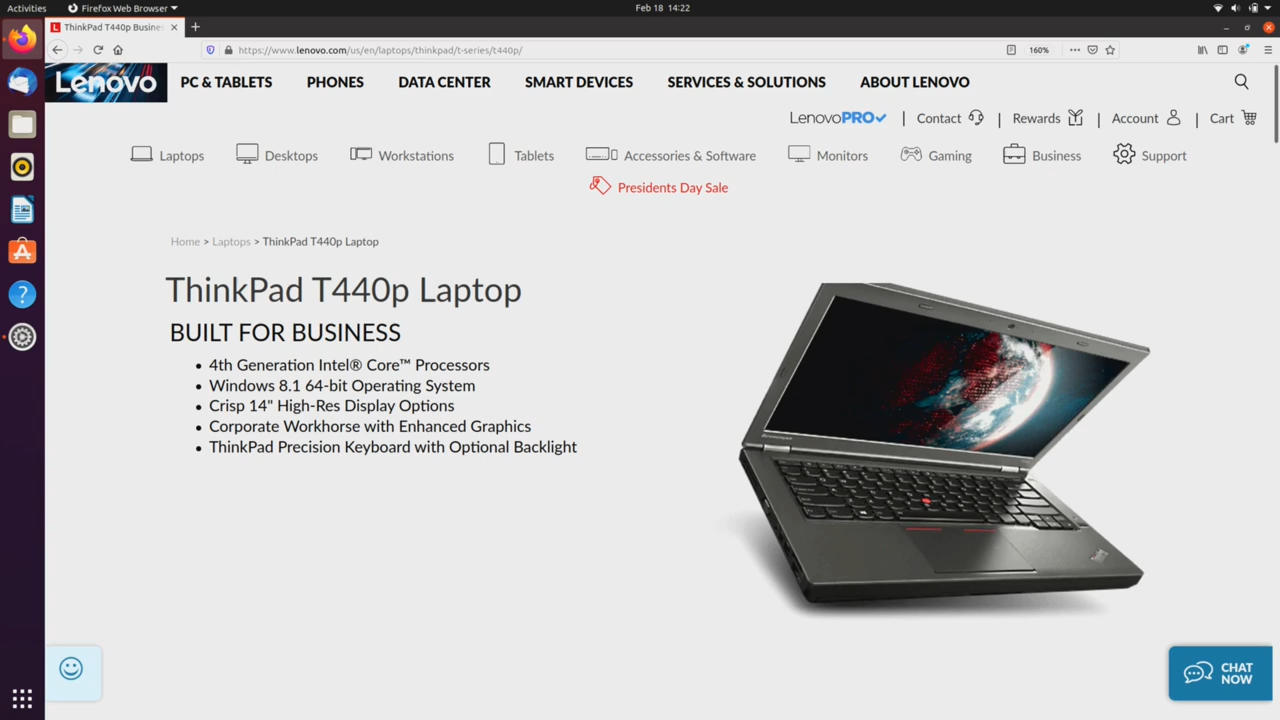 Activities Firefox Web Browser Feb 18 14:22
ThinkPad T440p Busines
https://www.lenovo.com/us/en/laptops/thinkpad/t-series/t440p/ 160%
Lenovo PC & TABLETS PHONES DATA CENTER SMART DEVICES SERVICES & SOLUTIONS ABOUT LENOVO
LenovoPRO | Contact | Rewards | Account | Cart
Laptops Desktops Workstations Tablets Accessories & Software Monitors Gaming Business Support
Presidents Day Sale
Home > Laptops > ThinkPad T440p Laptop
ThinkPad T440p Laptop
BUILT FOR BUSINESS
• 4th Generation Intel® Core™ Processors
• Windows 8.1 64-bit Operating System
• Crisp 14" High-Res Display Options
• Corporate Workhorse with Enhanced Graphics
• ThinkPad Precision Keyboard with Optional Backlight
CHAT
NOW